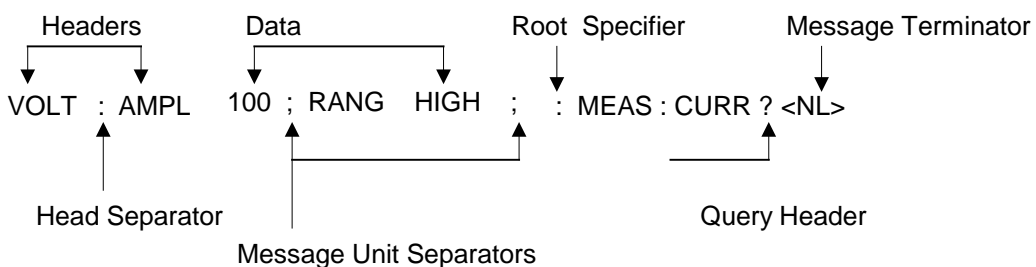 Headers Data Root Specifier Message Terminator
VOLT : AMPL 100 ; RANG HIGH ; : MEAS : CURR ? <NL>
Head Separator Query Header
Message Unit Separators